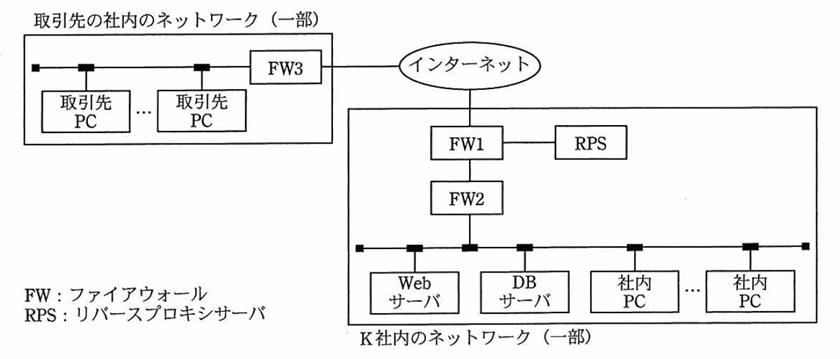 取引先の社内のネットワーク（一部）
FW3
インターネット
取引先
PC
…
取引先
PC
FW1
RPS
FW2
Web
サーバ
DB
サーバ
社内
PC
…
社内
PC
FW：ファイアウォール
RPS：リバースプロキシサーバ
K社内のネットワーク（一部）